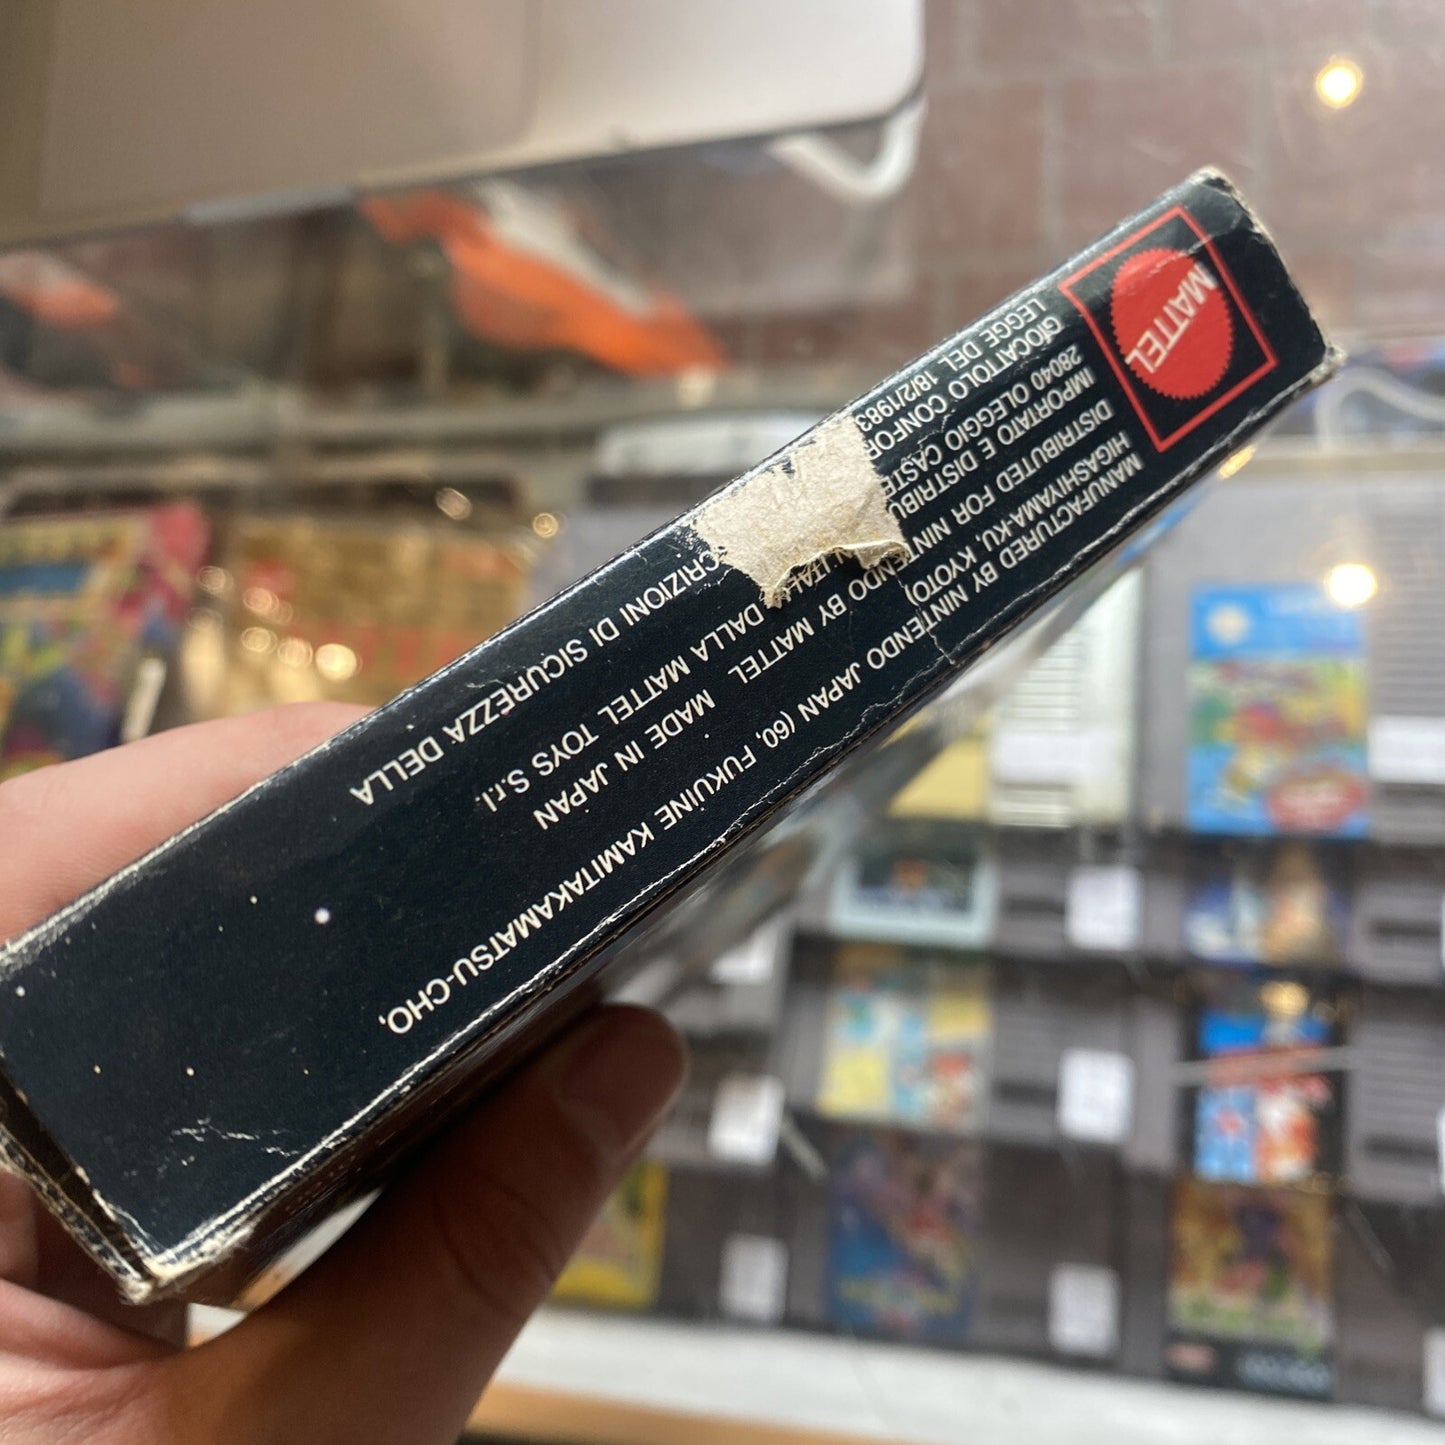 MATTEL
MANUFACTURED BY NINTENDO JAPAN (60, FUKUINE KAMITAKAMATSU-CHO,
HIGASHIYAMA-KU, KYOTO)
DISTRIBUTED FOR NINTENDO BY MATTEL MADE IN JAPAN
IMPORTATO E DISTRIBU N ITAL DALLA MATTEL TOYS S.r.l.
28040 OLEGGIO CASTE
GIOCATTOLO CONFOR CRIZIONI DI SICUREZZA DELLA
LEGGE DEL 18/2/1983